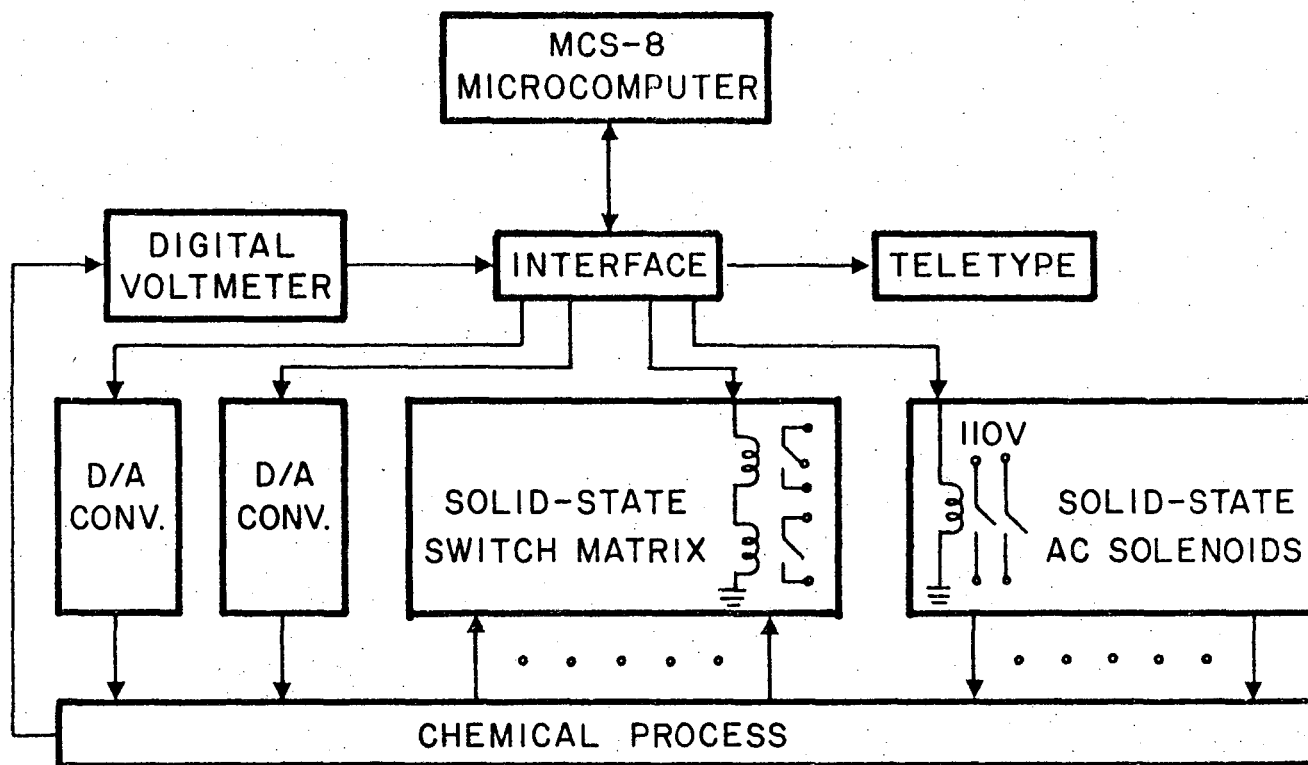 MCS-8
MICROCOMPUTER
DIGITAL
VOLTMETER
INTERFACE
TELETYPE
D/A
CONV.
D/A
CONV.
SOLID-STATE
SWITCH MATRIX
110V
SOLID-STATE
AC SOLENOIDS
CHEMICAL PROCESS